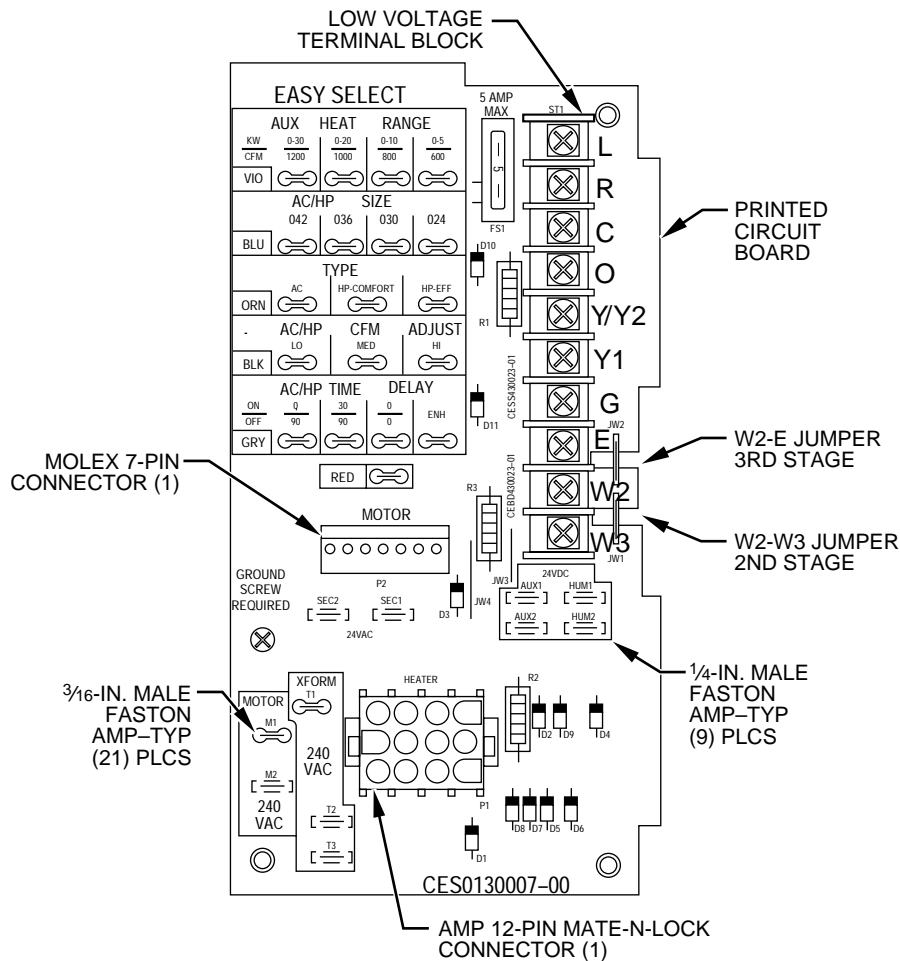 LOW VOLTAGE
TERMINAL BLOCK
EASY SELECT
AUX HEAT RANGE
KW 0-30 0-20 0-10 0-5
CFM 1200 1000 800 600
VIO
AC/HP SIZE
042 036 030 024
BLU
TYPE
AC HP-COMFORT HP-EFF
ORN
AC/HP CFM ADJUST
LO MED HI
BLK
AC/HP TIME DELAY
ON 0 30 0 ENH
OFF 90 90 0
GRY
RED
5 AMP
MAX
5
FS1
ST1
L
R
C
O
Y/Y2
Y1
G
E
W2
W3
JW2
JW1
D10
R1
D11
CESS430023-01
CEBD430023-01
R3
PRINTED
CIRCUIT
BOARD
W2-E JUMPER
3RD STAGE
W2-W3 JUMPER
2ND STAGE
MOLEX 7-PIN
CONNECTOR (1)
MOTOR
P2
GROUND
SCREW
REQUIRED
SEC2 SEC1
24VAC
D3
JW4
JW3
24VDC
AUX1 HUM1
AUX2 HUM2
1/4-IN. MALE
FASTON
AMP–TYP
(9) PLCS
3/16-IN. MALE
FASTON
AMP–TYP
(21) PLCS
MOTOR
M1
M2
240
VAC
XFORM
T1
240
VAC
T2
T3
HEATER
P1
R2
D2 D9 D4
D8 D7 D5 D6
D1
CES0130007–00
AMP 12-PIN MATE-N-LOCK
CONNECTOR (1)